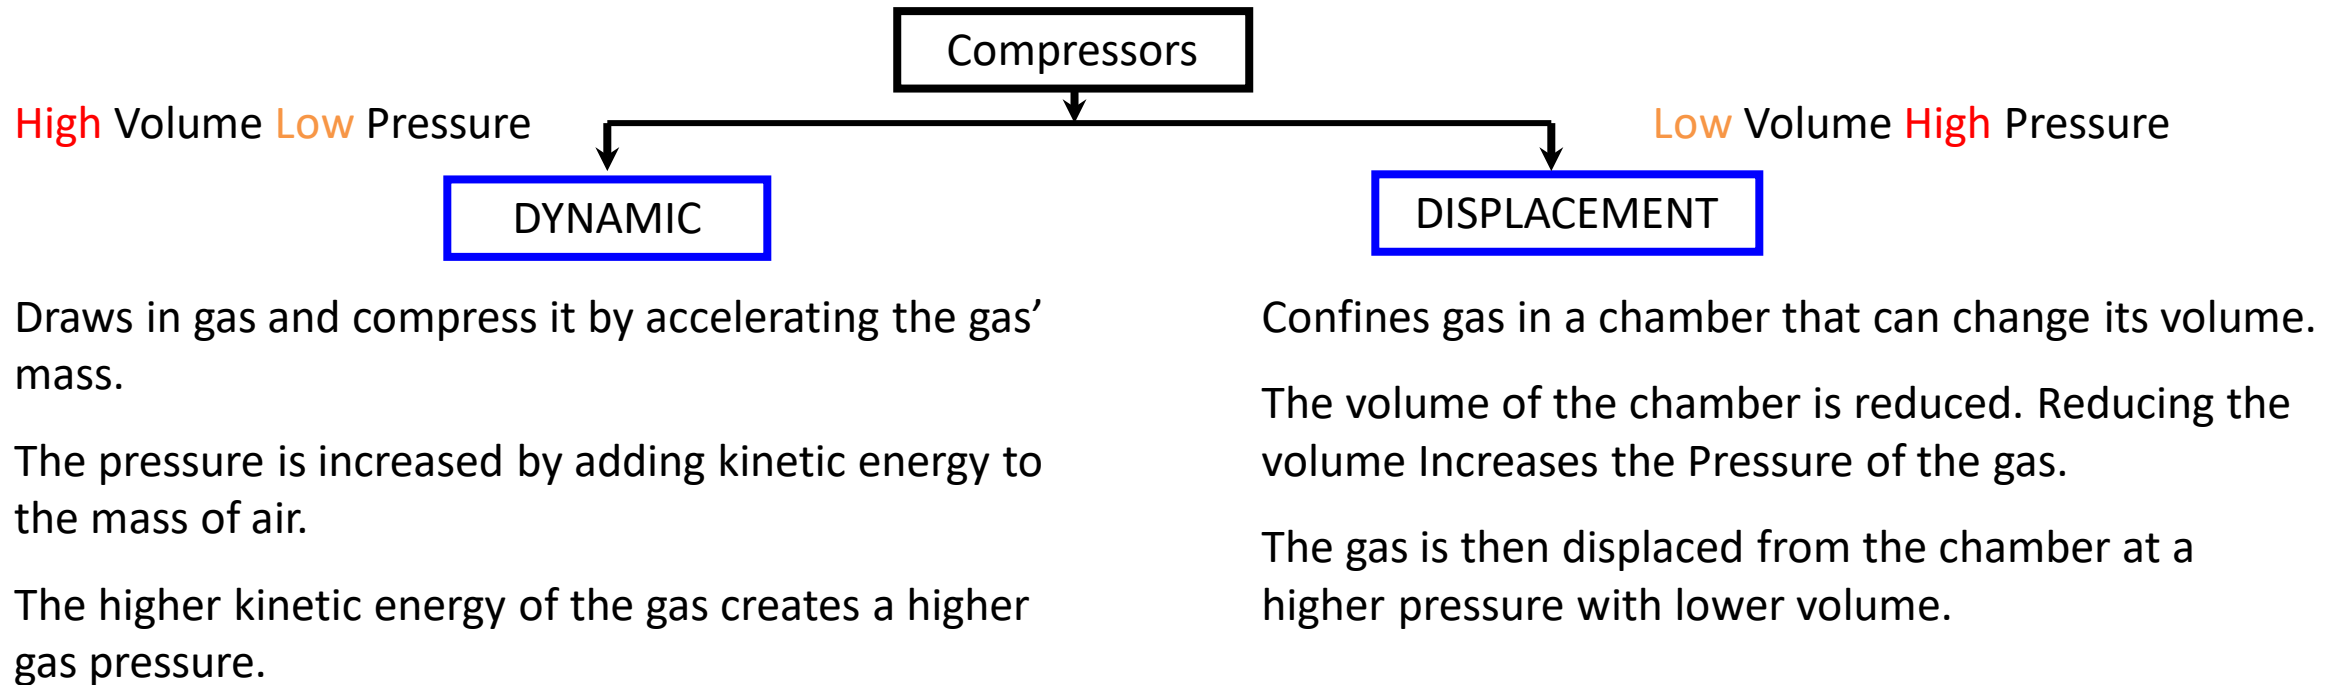 Compressors
High Volume Low Pressure
Low Volume High Pressure
DYNAMIC
DISPLACEMENT
Draws in gas and compress it by accelerating the gas’
mass.
The pressure is increased by adding kinetic energy to
the mass of air.
The higher kinetic energy of the gas creates a higher
gas pressure.
Confines gas in a chamber that can change its volume.
The volume of the chamber is reduced. Reducing the
volume Increases the Pressure of the gas.
The gas is then displaced from the chamber at a
higher pressure with lower volume.